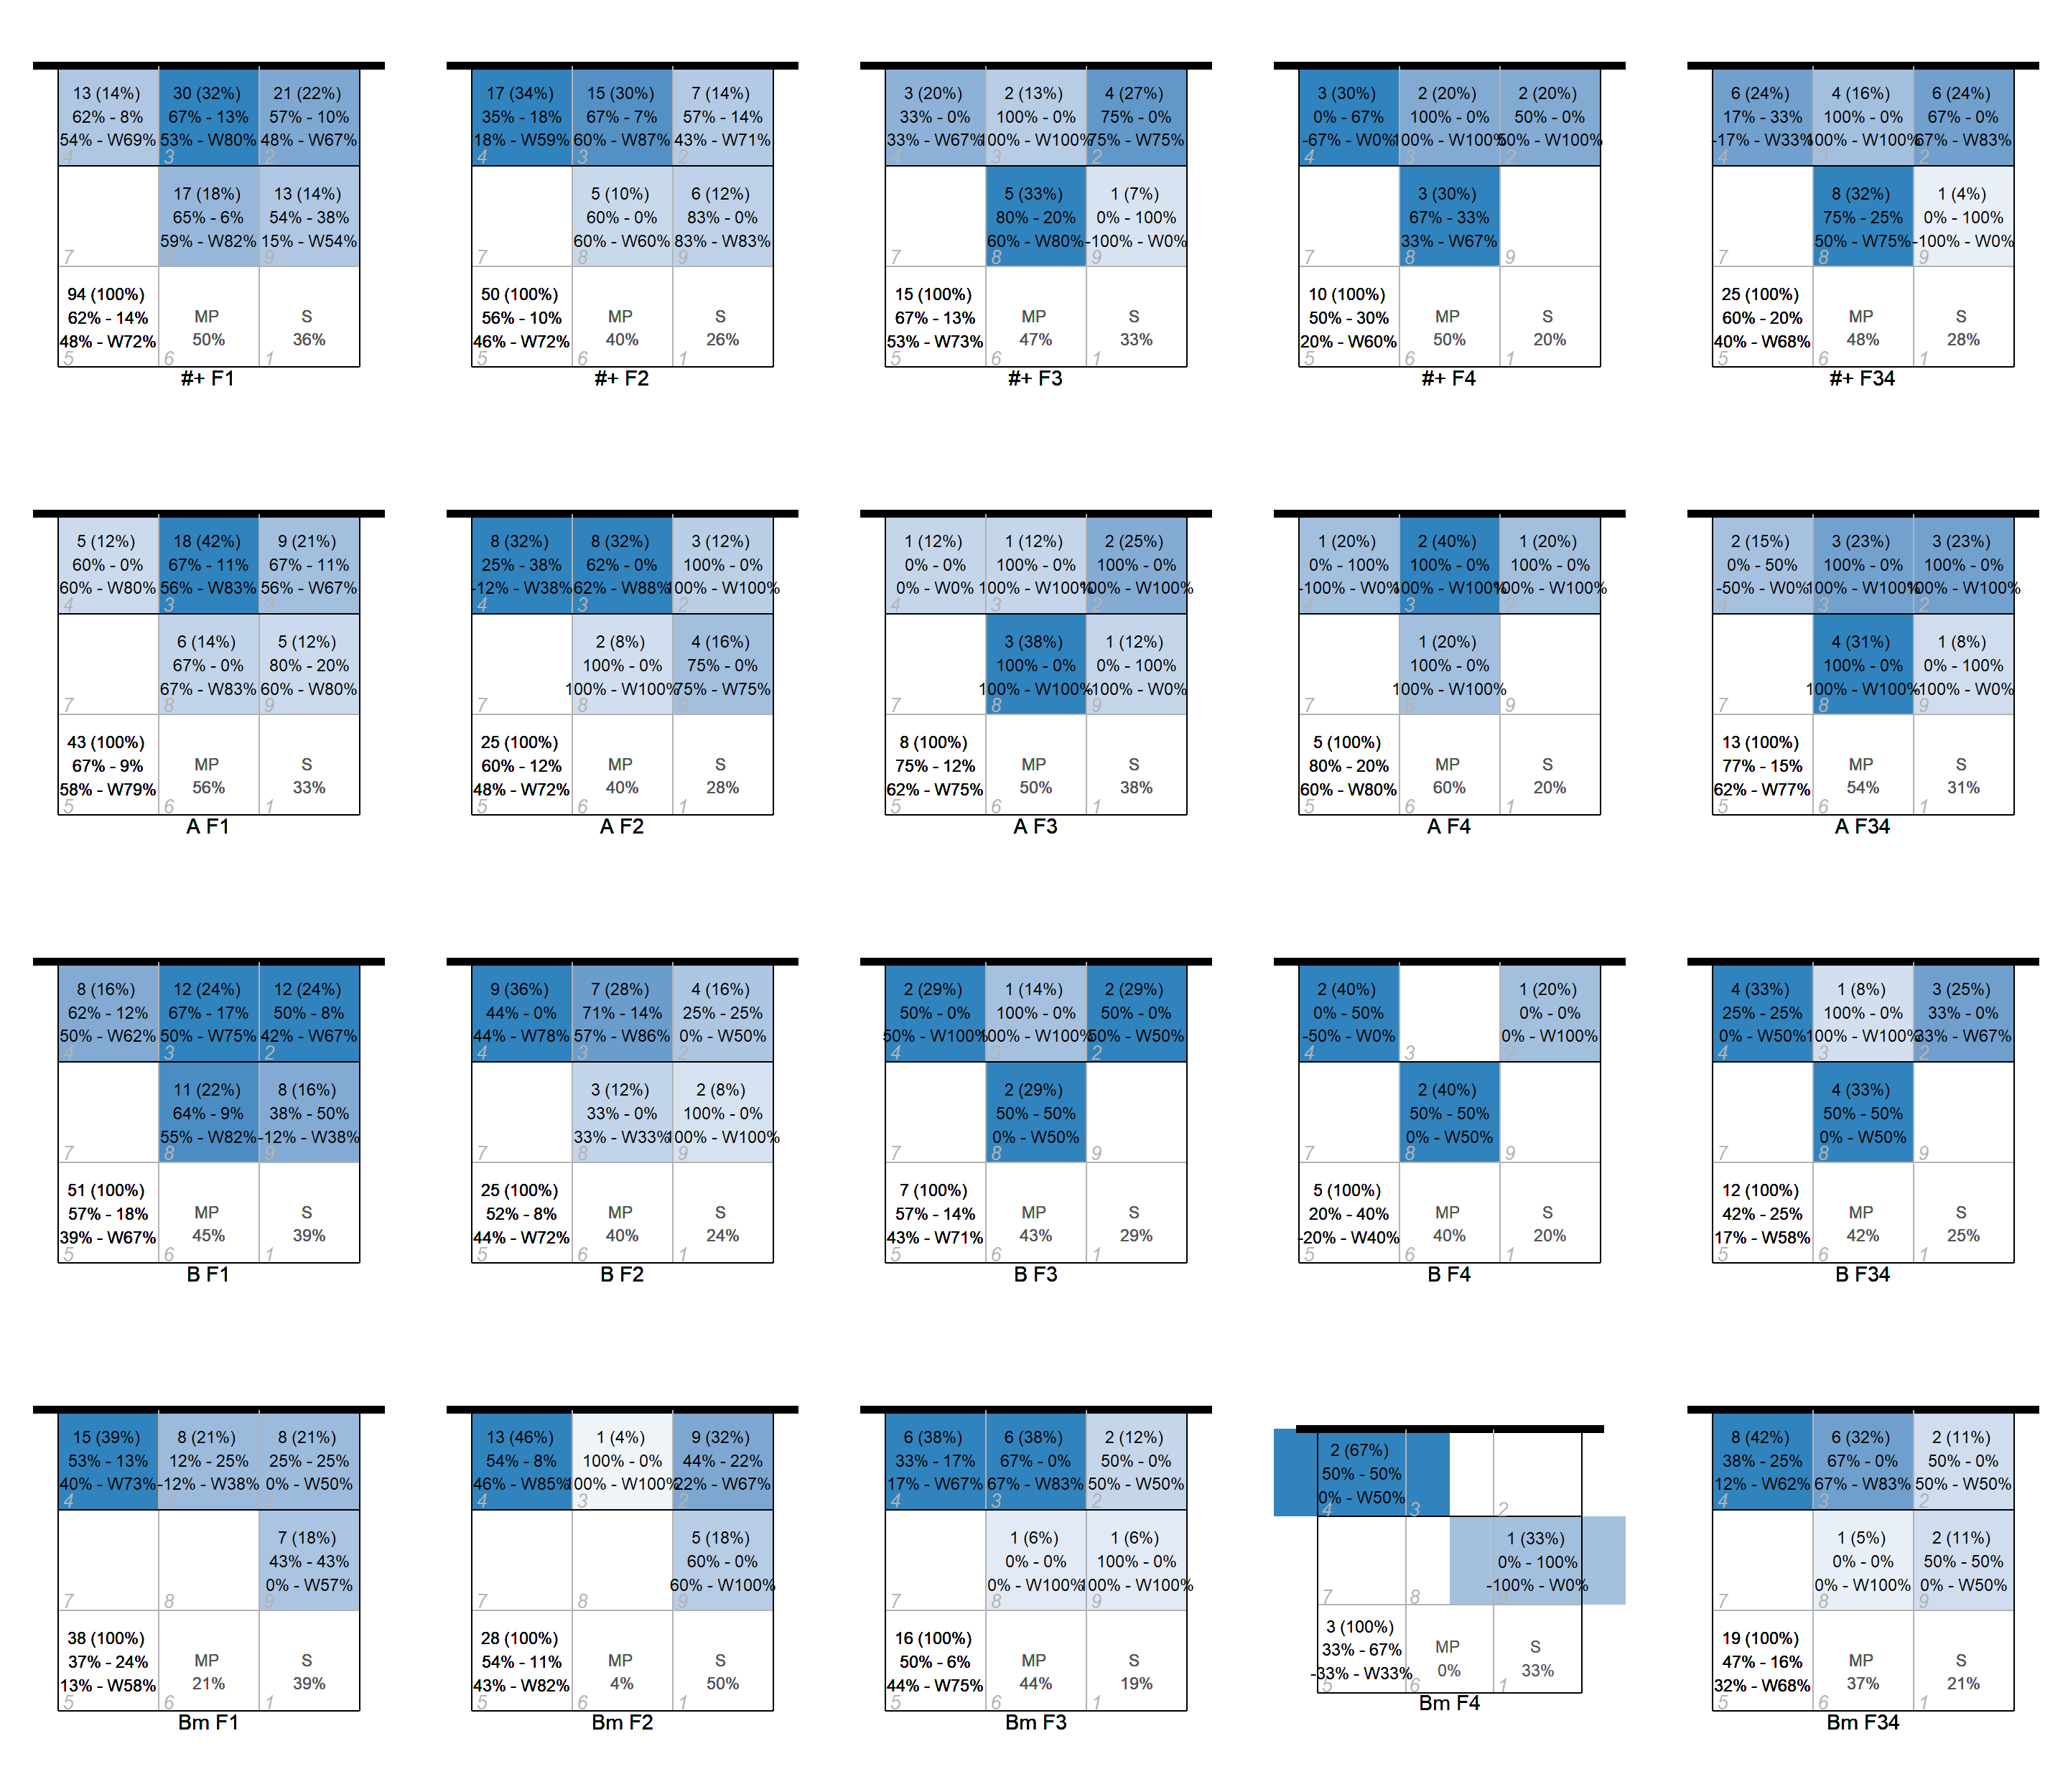 13 (14%)
62% - 8%
54% - W69%
4
30 (32%)
67% - 13%
53% - W80%
3
21 (22%)
57% - 10%
48% - W67%
2
7
17 (18%)
65% - 6%
59% - W82%
13 (14%)
54% - 38%
15% - W54%
9
94 (100%)
62% - 14%
48% - W72%
5
MP
50%
6
S
36%
1
#+ F1
17 (34%)
35% - 18%
18% - W59%
4
15 (30%)
67% - 7%
60% - W87%
3
7 (14%)
57% - 14%
43% - W71%
2
7
5 (10%)
60% - 0%
60% - W60%
8
6 (12%)
83% - 0%
83% - W83%
9
50 (100%)
56% - 10%
46% - W72%
5
MP
40%
6
S
26%
1
#+ F2
3 (20%)
33% - 0%
33% - W67%
4
2 (13%)
100% - 0%
100% - W100%
3
4 (27%)
75% - 0%
75% - W75%
2
7
5 (33%)
80% - 20%
60% - W80%
8
1 (7%)
0% - 100%
-100% - W0%
9
15 (100%)
67% - 13%
53% - W73%
5
MP
47%
6
S
33%
1
#+ F3
3 (30%)
0% - 67%
-67% - W0%
4
2 (20%)
100% - 0%
100% - W100%
3
2 (20%)
50% - 0%
50% - W100%
2
7
3 (30%)
67% - 33%
33% - W67%
8
9
10 (100%)
50% - 30%
20% - W60%
5
MP
50%
6
S
20%
1
#+ F4
6 (24%)
17% - 33%
-17% - W33%
4
4 (16%)
100% - 0%
100% - W100%
3
6 (24%)
67% - 0%
67% - W83%
2
7
8 (32%)
75% - 25%
50% - W75%
8
1 (4%)
0% - 100%
-100% - W0%
9
25 (100%)
60% - 20%
40% - W68%
5
MP
48%
6
S
28%
1
#+ F34
5 (12%)
60% - 0%
60% - W80%
4
18 (42%)
67% - 11%
56% - W83%
3
9 (21%)
67% - 11%
56% - W67%
2
7
6 (14%)
67% - 0%
67% - W83%
8
5 (12%)
80% - 20%
60% - W80%
9
43 (100%)
67% - 9%
58% - W79%
5
MP
56%
6
S
33%
1
A F1
8 (32%)
25% - 38%
-12% - W38%
4
8 (32%)
62% - 0%
62% - W88%
3
3 (12%)
100% - 0%
100% - W100%
2
7
2 (8%)
100% - 0%
100% - W100%
8
4 (16%)
75% - 0%
75% - W75%
9
25 (100%)
60% - 12%
48% - W72%
5
MP
40%
6
S
28%
1
A F2
1 (12%)
0% - 0%
0% - W0%
4
1 (12%)
100% - 0%
100% - W100%
3
2 (25%)
100% - 0%
100% - W100%
2
7
3 (38%)
100% - 0%
100% - W100%
8
1 (12%)
0% - 100%
-100% - W0%
9
8 (100%)
75% - 12%
62% - W75%
5
MP
50%
6
S
38%
1
A F3
1 (20%)
0% - 100%
-100% - W0%
4
2 (40%)
100% - 0%
100% - W100%
3
1 (20%)
100% - 0%
100% - W100%
2
7
1 (20%)
100% - 0%
100% - W100%
8
9
5 (100%)
80% - 20%
60% - W80%
5
MP
60%
6
S
20%
1
A F4
2 (15%)
0% - 50%
-50% - W0%
4
3 (23%)
100% - 0%
100% - W100%
3
3 (23%)
100% - 0%
100% - W100%
2
7
4 (31%)
100% - 0%
100% - W100%
8
1 (8%)
0% - 100%
-100% - W0%
9
13 (100%)
77% - 15%
62% - W77%
5
MP
54%
6
S
31%
1
A F34
8 (16%)
62% - 12%
50% - W62%
4
12 (24%)
67% - 17%
50% - W75%
3
12 (24%)
50% - 8%
42% - W67%
2
7
11 (22%)
64% - 9%
55% - W82%
8
8 (16%)
38% - 50%
-12% - W38%
9
51 (100%)
57% - 18%
39% - W67%
5
MP
45%
6
S
39%
1
B F1
9 (36%)
44% - 0%
44% - W78%
4
7 (28%)
71% - 14%
57% - W86%
3
4 (16%)
25% - 25%
0% - W50%
2
7
3 (12%)
33% - 0%
33% - W33%
8
2 (8%)
100% - 0%
100% - W100%
9
25 (100%)
52% - 8%
44% - W72%
5
MP
40%
6
S
24%
1
B F2
2 (29%)
50% - 0%
50% - W100%
4
1 (14%)
100% - 0%
100% - W100%
3
2 (29%)
50% - 0%
50% - W50%
2
7
2 (29%)
50% - 50%
0% - W50%
8
9
7 (100%)
57% - 14%
43% - W71%
5
MP
43%
6
S
29%
1
B F3
2 (40%)
0% - 50%
-50% - W0%
4
3
1 (20%)
0% - 0%
0% - W100%
2
7
2 (40%)
50% - 50%
0% - W50%
8
9
5 (100%)
20% - 40%
-20% - W40%
5
MP
40%
6
S
20%
1
B F4
4 (33%)
25% - 25%
0% - W50%
4
1 (8%)
100% - 0%
100% - W100%
3
3 (25%)
33% - 0%
33% - W67%
2
7
4 (33%)
50% - 50%
0% - W50%
8
9
12 (100%)
42% - 25%
17% - W58%
5
MP
42%
6
S
25%
1
B F34
15 (39%)
53% - 13%
40% - W73%
4
8 (21%)
12% - 25%
-12% - W38%
8 (21%)
25% - 25%
0% - W50%
7
8
7 (18%)
43% - 43%
0% - W57%
9
38 (100%)
37% - 24%
13% - W58%
5
MP
21%
6
S
39%
1
Bm F1
13 (46%)
54% - 8%
46% - W85%
4
1 (4%)
100% - 0%
100% - W100%
3
9 (32%)
44% - 22%
22% - W67%
2
7
8
5 (18%)
60% - 0%
60% - W100%
9
28 (100%)
54% - 11%
43% - W82%
5
MP
4%
6
S
50%
1
Bm F2
6 (38%)
33% - 17%
17% - W67%
4
6 (38%)
67% - 0%
67% - W83%
3
2 (12%)
50% - 0%
50% - W50%
2
7
1 (6%)
0% - 0%
0% - W100%
8
1 (6%)
100% - 0%
100% - W100%
9
16 (100%)
50% - 6%
44% - W75%
5
MP
44%
6
S
19%
1
Bm F3
2 (67%)
50% - 50%
0% - W50%
4
3
2
7
8
1 (33%)
0% - 100%
-100% - W0%
9
3 (100%)
33% - 67%
-33% - W33%
5
MP
0%
6
S
33%
1
Bm F4
8 (42%)
38% - 25%
12% - W62%
4
6 (32%)
67% - 0%
67% - W83%
3
2 (11%)
50% - 0%
50% - W50%
2
7
1 (5%)
0% - 0%
0% - W100%
8
2 (11%)
50% - 50%
0% - W50%
9
19 (100%)
47% - 16%
32% - W68%
5
MP
37%
6
S
21%
1
Bm F34